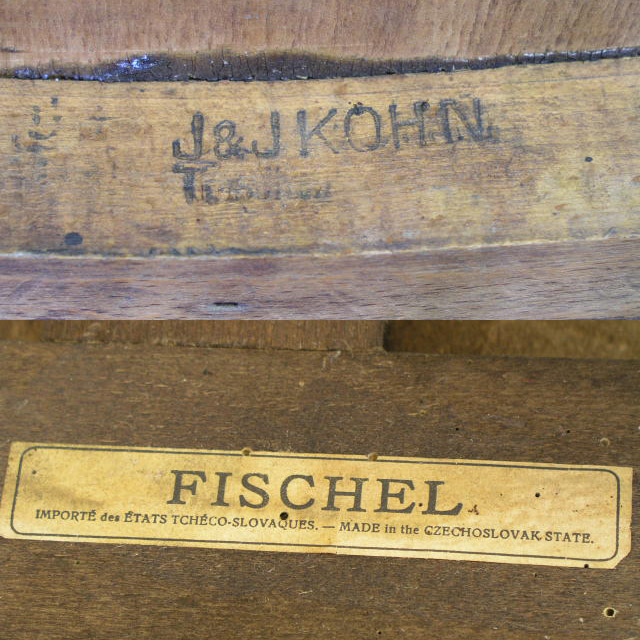 J&J KOHN
FISCHEL
IMPORTÉ des ÉTATS TCHÉCO-SLOVAQUES. — MADE in the CZECHOSLOVAK STATE.